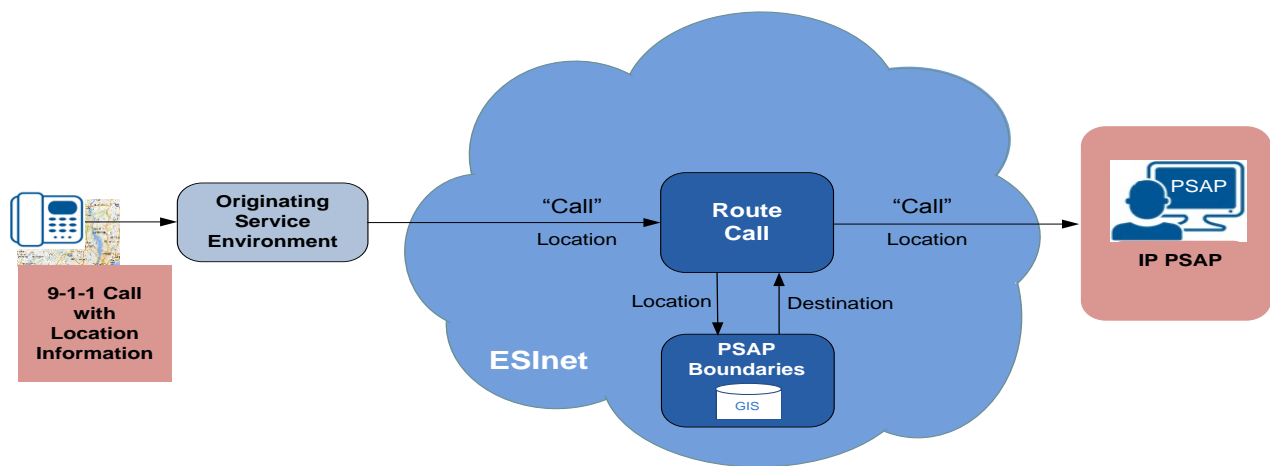 9-1-1 Call
with
Location
Information
Originating
Service
Environment
“Call”
Location
Route
Call
“Call”
Location
Location
Destination
PSAP
Boundaries
GIS
ESInet
PSAP
IP PSAP